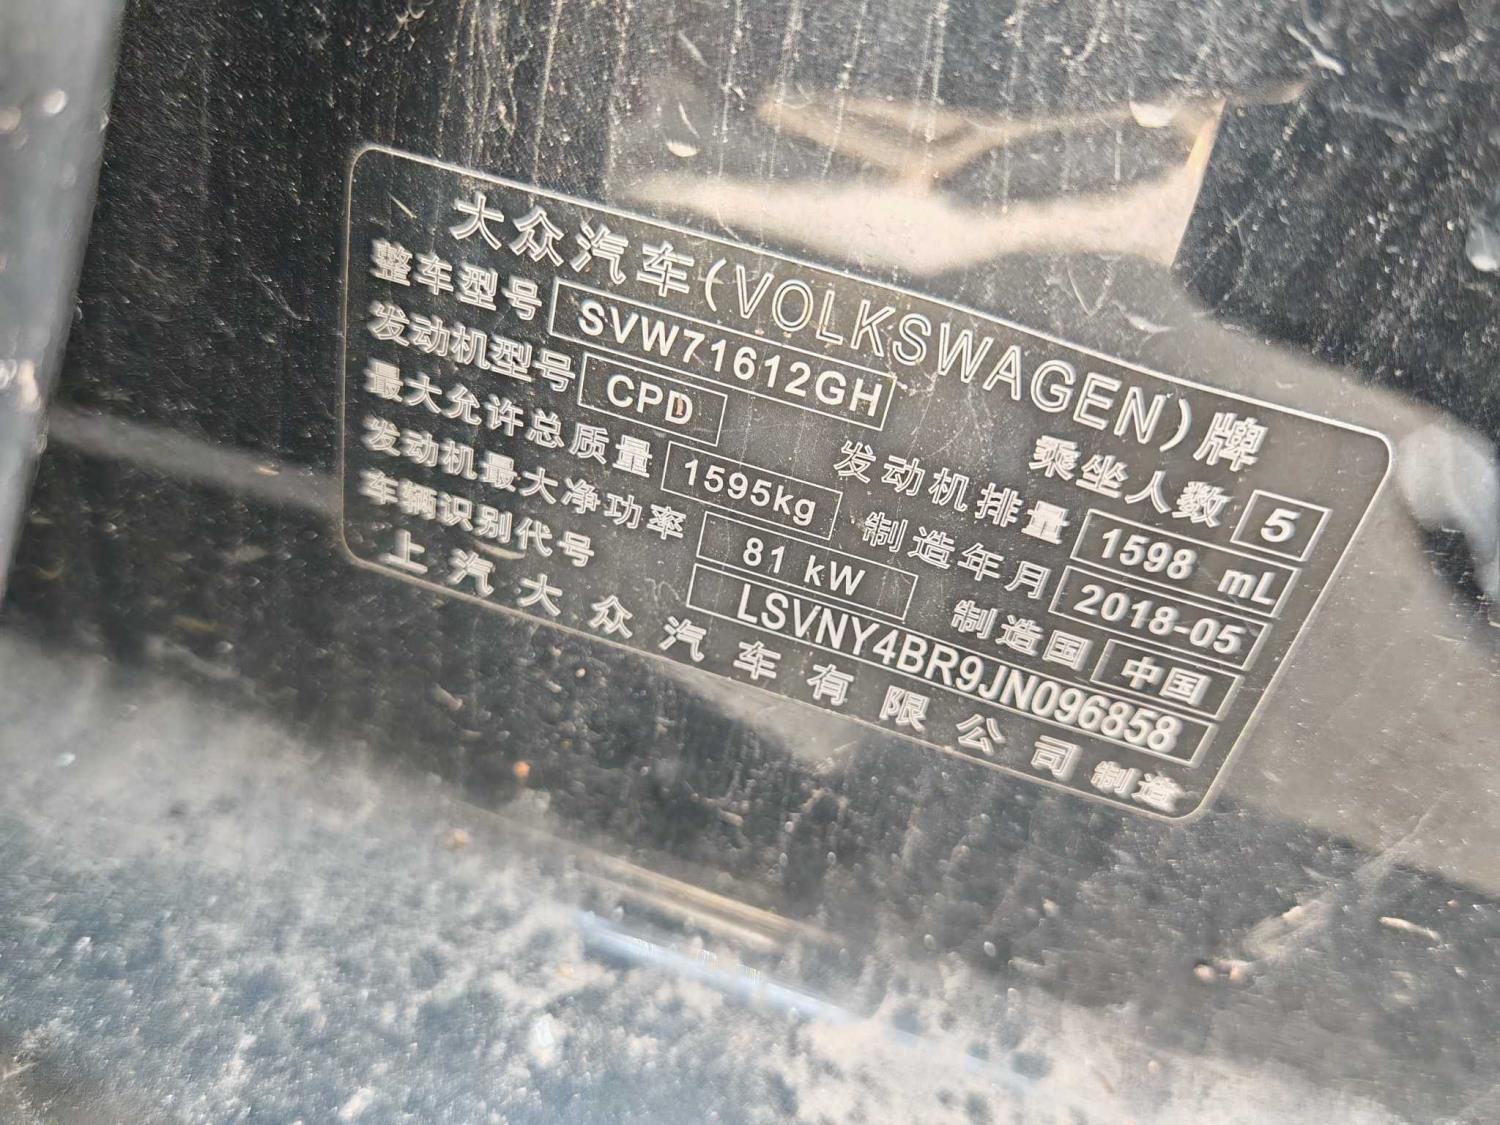 大众汽车(VOLKSWAGEN)牌
整车型号 SVW71612GH 乘坐人数 5
发动机型号 CPD 发动机排量 1598 mL
最大允许总质量 1595kg 制造年月 2018-05
发动机最大净功率 81 kW 制造国 中国
车辆识别代号 LSVNY4BR9JN096858
上汽大众汽车有限公司制造